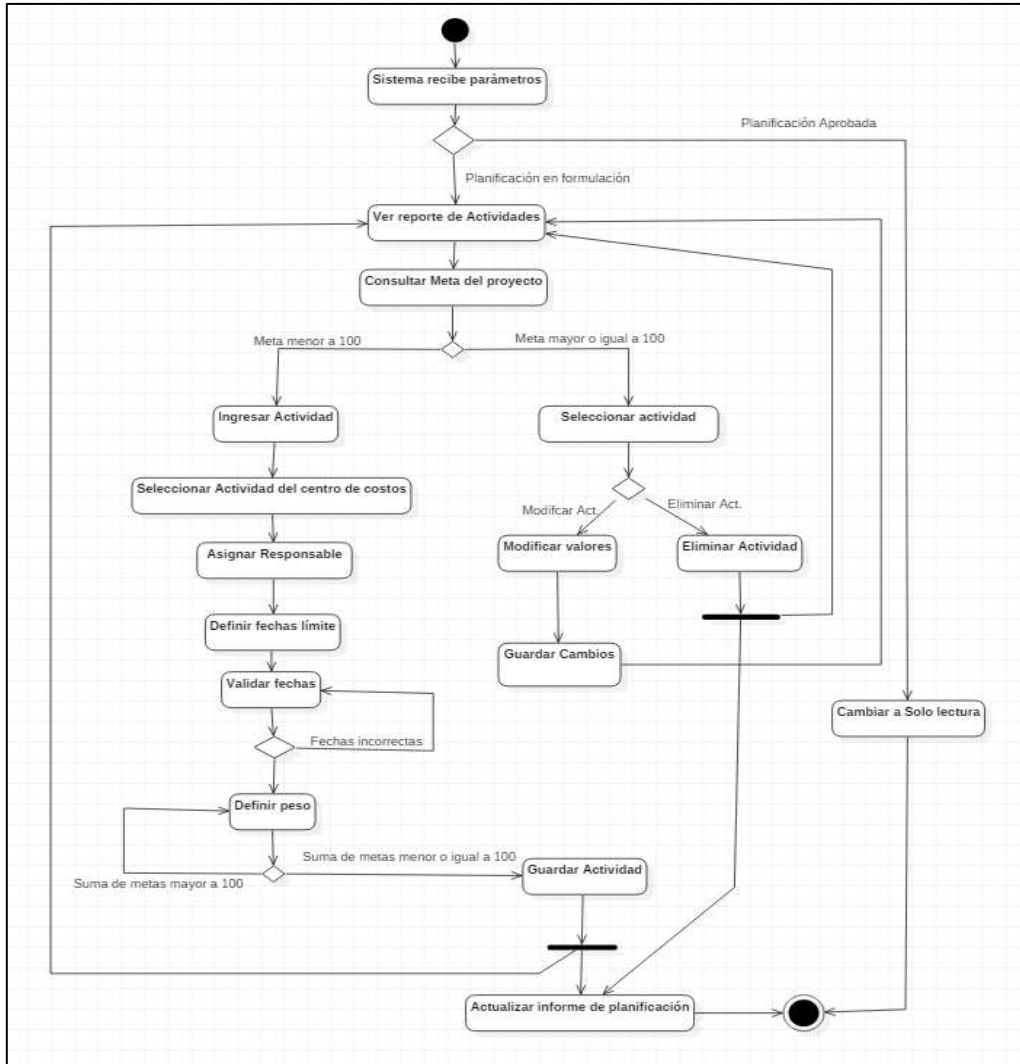 Sistema recibe parámetros
Planificación Aprobada
Planificación en formulación
Ver reporte de Actividades
Consultar Meta del proyecto
Meta menor a 100
Meta mayor o igual a 100
Ingresar Actividad
Seleccionar actividad
Seleccionar Actividad del centro de costos
Modifcar Act.
Eliminar Act.
Asignar Responsable
Modificar valores
Eliminar Actividad
Definir fechas límite
Guardar Cambios
Validar fechas
Cambiar a Solo lectura
Fechas incorrectas
Definir peso
Suma de metas menor o igual a 100
Guardar Actividad
Suma de metas mayor a 100
Actualizar informe de planificación